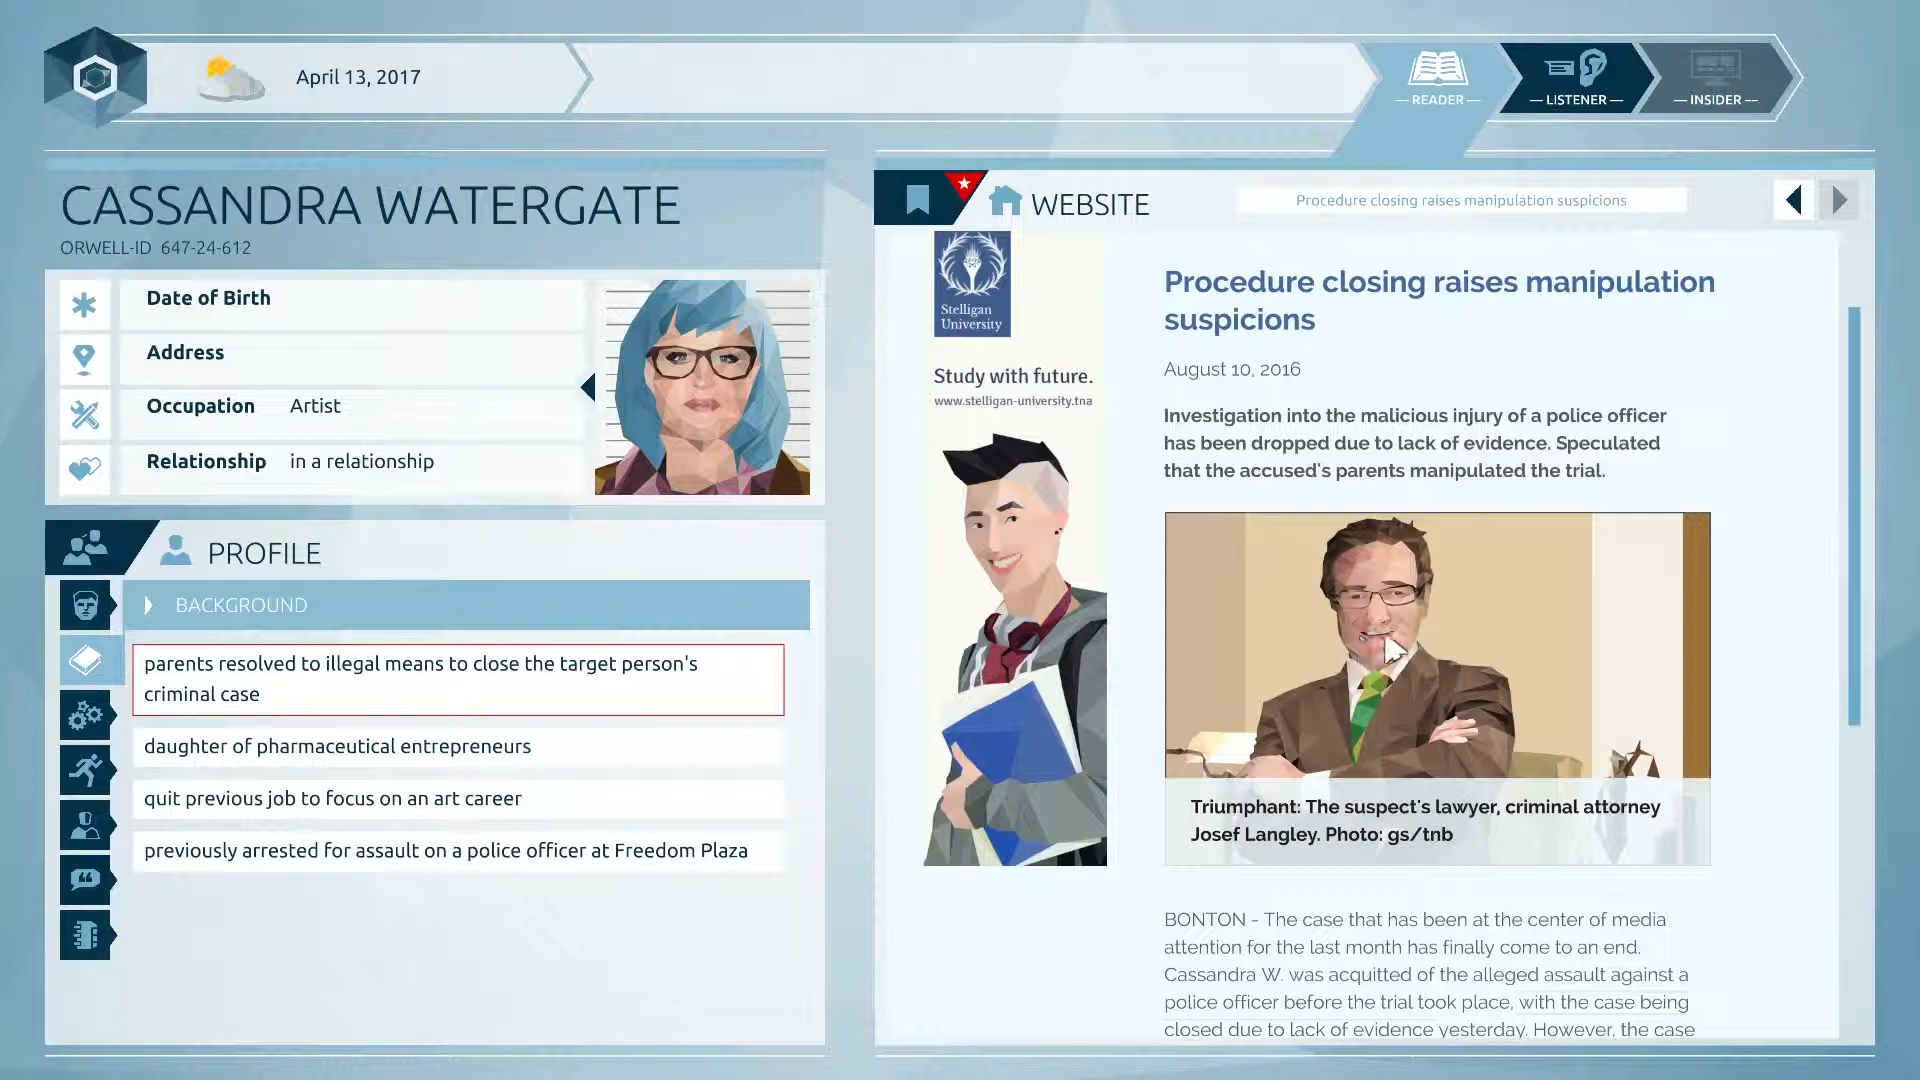 April 13, 2017
READER
LISTENER
INSIDER
CASSANDRA WATERGATE
ORWELL-ID 647-24-612
Date of Birth
Address
Occupation Artist
Relationship in a relationship
PROFILE
BACKGROUND
parents resolved to illegal means to close the target person's
criminal case
daughter of pharmaceutical entrepreneurs
quit previous job to focus on an art career
previously arrested for assault on a police officer at Freedom Plaza
WEBSITE
Procedure closing raises manipulation suspicions
Stelligan
University
Study with future.
www.stelligan-university.tna
Procedure closing raises manipulation
suspicions
August 10, 2016
Investigation into the malicious injury of a police officer
has been dropped due to lack of evidence. Speculated
that the accused's parents manipulated the trial.
Triumphant: The suspect's lawyer, criminal attorney
Josef Langley. Photo: gs/tnb
BONTON - The case that has been at the center of media
attention for the last month has finally come to an end.
Cassandra W. was acquitted of the alleged assault against a
police officer before the trial took place, with the case being
closed due to lack of evidence yesterday. However, the case